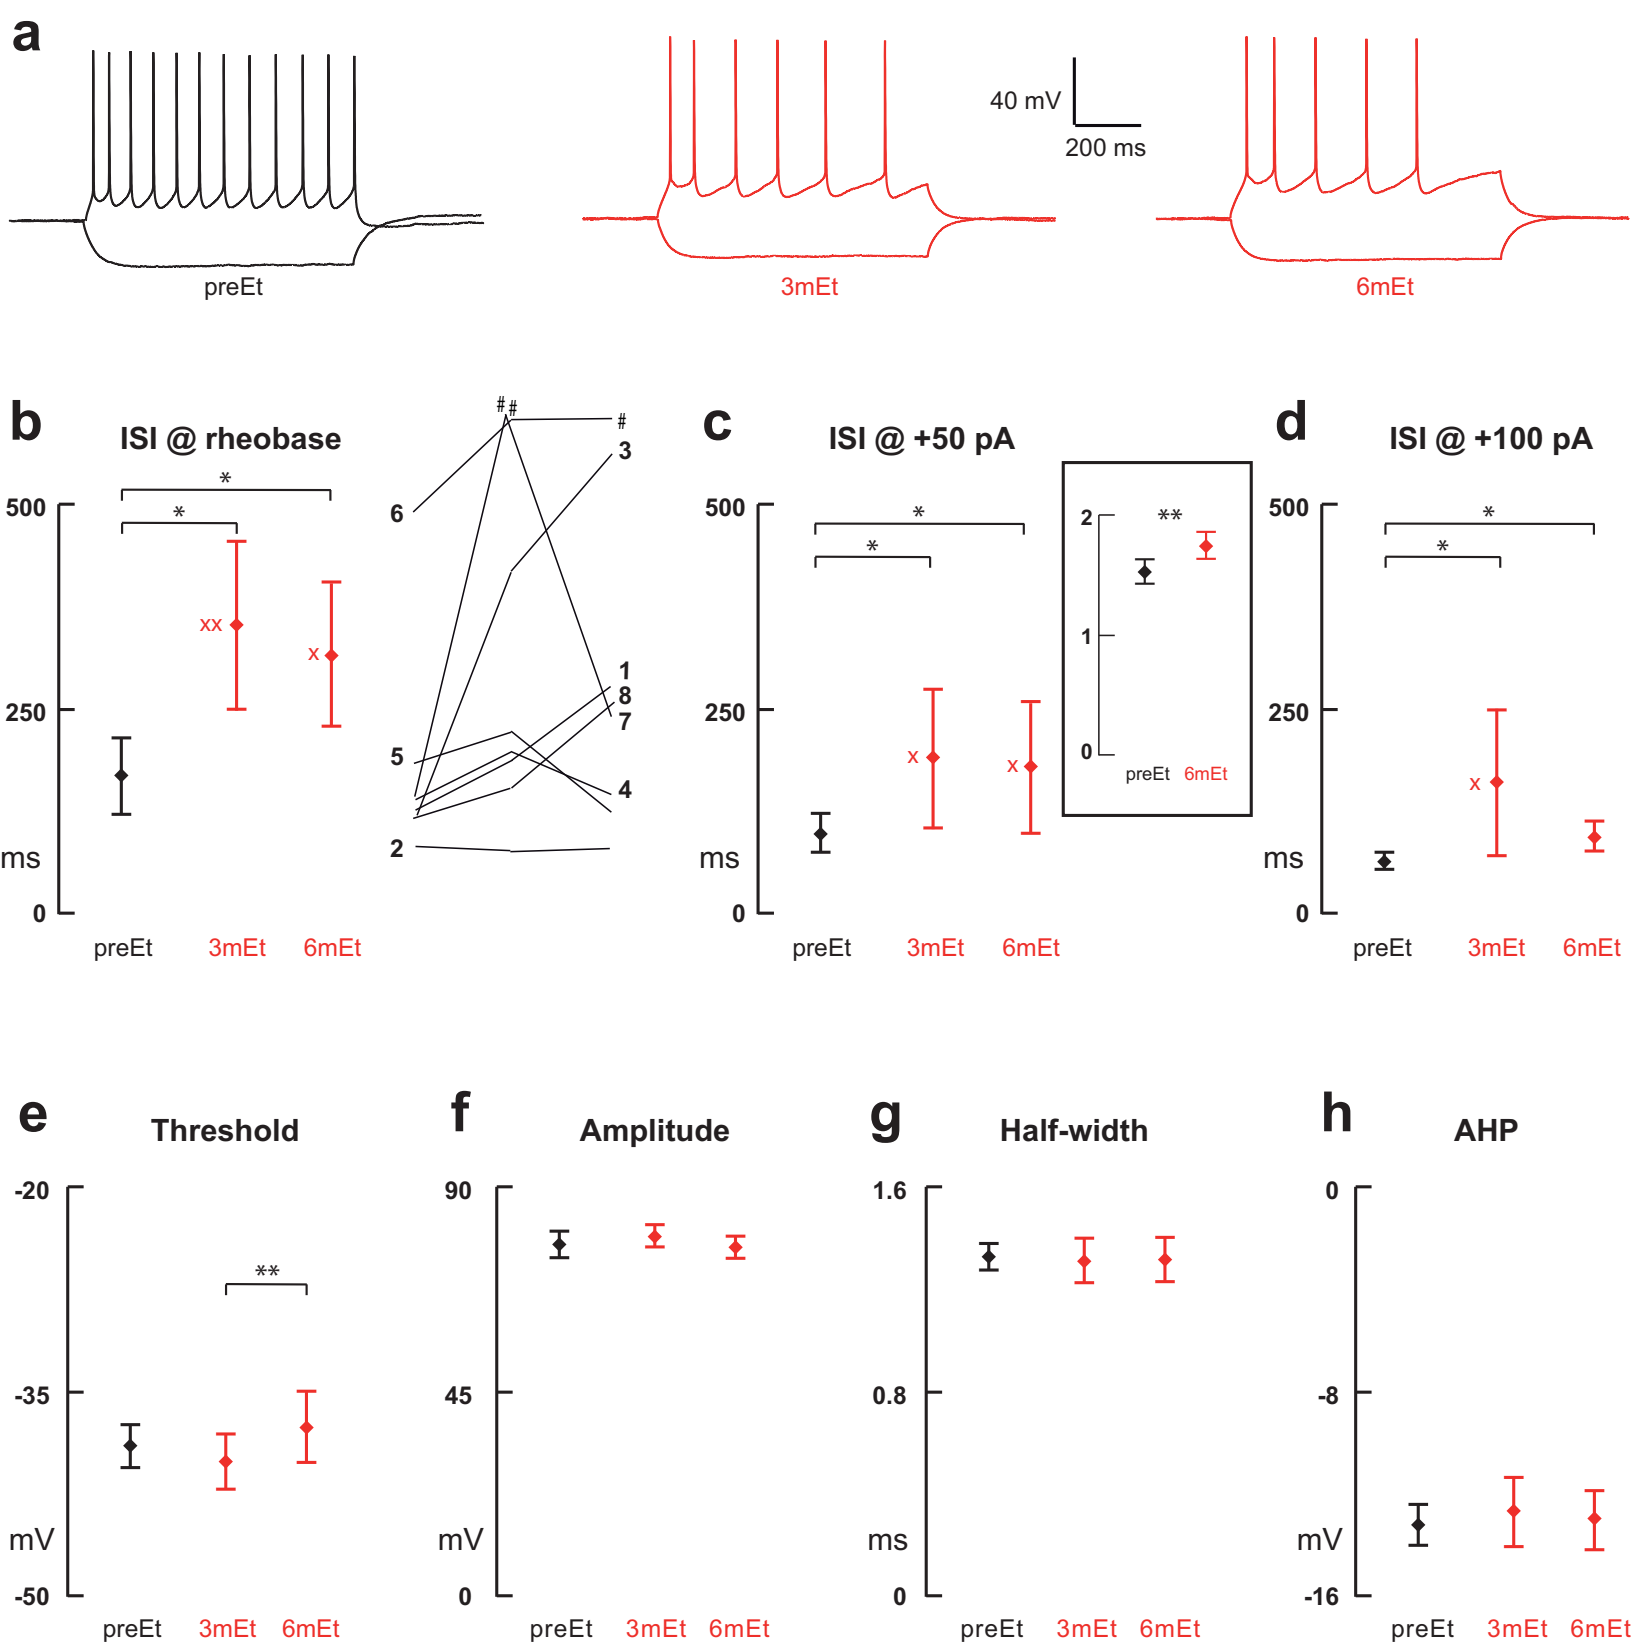 a
40 mV
200 ms
preEt
3mEt
6mEt
b
ISI @ rheobase
*
*
500
250
ms
0
xx
x
preEt
3mEt
6mEt
##
#
3
6
1
8
7
5
4
2
c
ISI @ +50 pA
*
*
500
250
ms
0
x
x
preEt
3mEt
6mEt
2
**
1
0
preEt
6mEt
d
ISI @ +100 pA
*
*
500
250
ms
0
x
preEt
3mEt
6mEt
e
Threshold
-20
**
-35
mV
-50
preEt
3mEt
6mEt
f
Amplitude
90
45
mV
0
preEt
3mEt
6mEt
g
Half-width
1.6
0.8
ms
0
preEt
3mEt
6mEt
h
AHP
0
-8
mV
-16
preEt
3mEt
6mEt